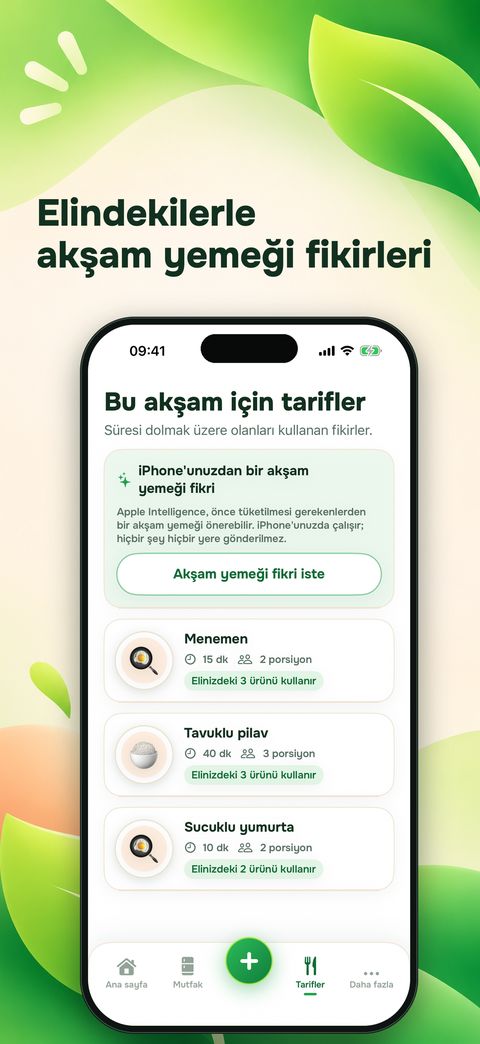 Elindekilerle
akşam yemeği fikirleri
09:41
Bu akşam için tarifler
Süresi dolmak üzere olanları kullanan fikirler.
iPhone'unuzdan bir akşam
yemeği fikri
Apple Intelligence, önce tüketilmesi gerekenlerden
bir akşam yemeği önerebilir. iPhone'unuzda çalışır;
hiçbir şey hiçbir yere gönderilmez.
Akşam yemeği fikri iste
Menemen
15 dk 2 porsiyon
Elinizdeki 3 ürünü kullanır
Tavuklu pilav
40 dk 3 porsiyon
Elinizdeki 3 ürünü kullanır
Sucuklu yumurta
10 dk 2 porsiyon
Elinizdeki 2 ürünü kullanır
Ana sayfa Mutfak Tarifler Daha fazla